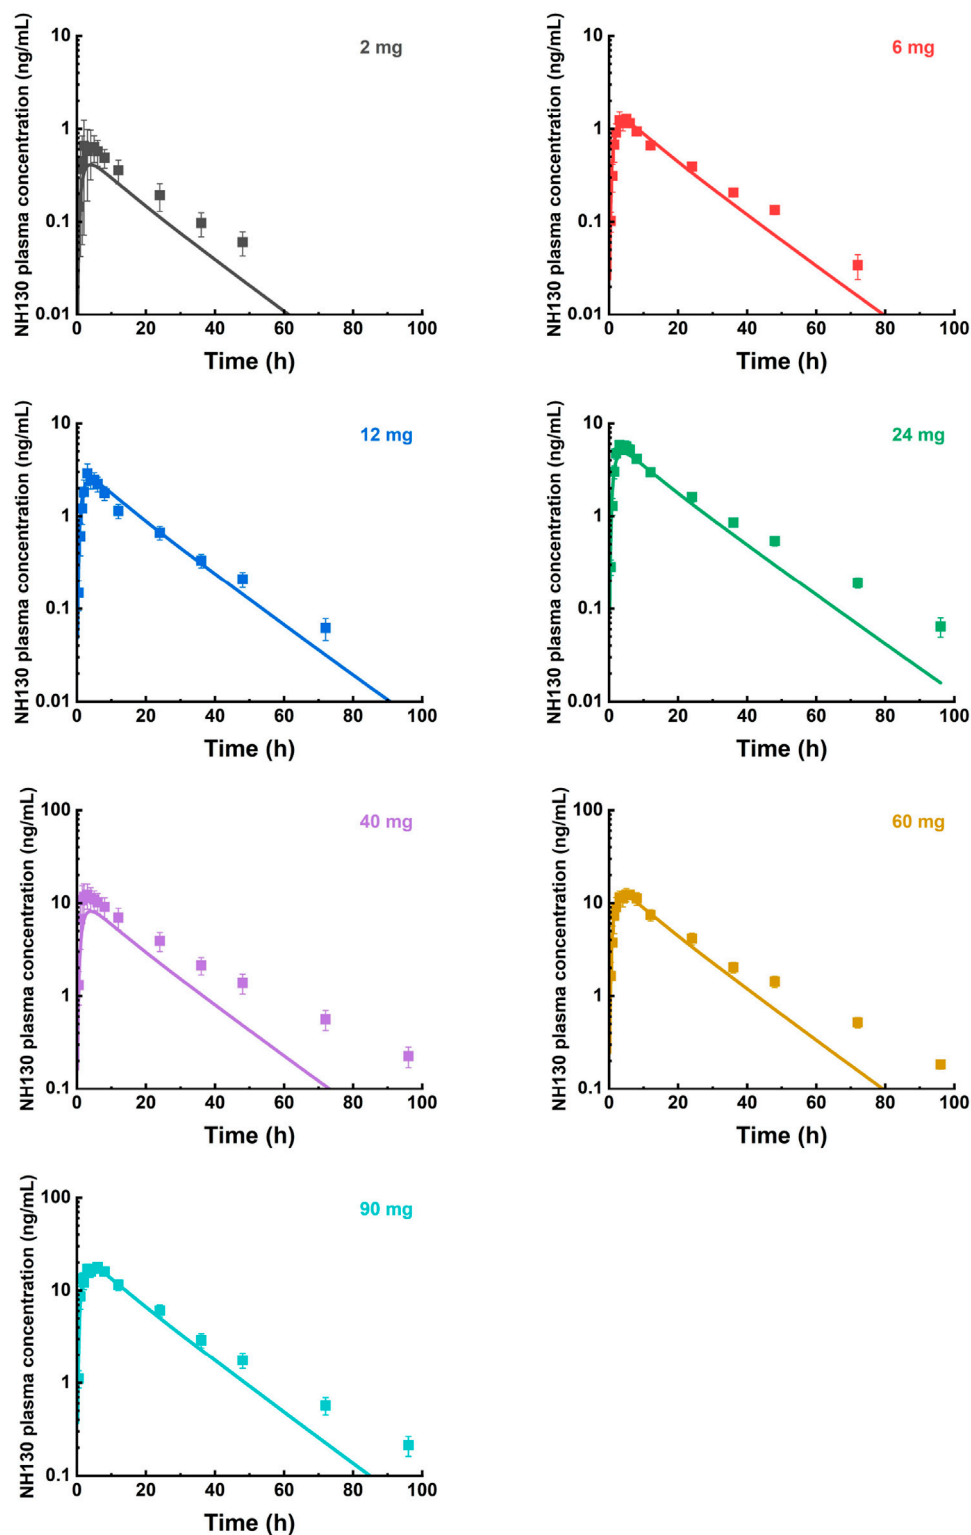 NH130 plasma concentration (ng/mL)
2 mg
10
1
0.1
0.01
0 20 40 60 80 100
Time (h)
NH130 plasma concentration (ng/mL)
6 mg
10
1
0.1
0.01
0 20 40 60 80 100
Time (h)
NH130 plasma concentration (ng/mL)
12 mg
10
1
0.1
0.01
0 20 40 60 80 100
Time (h)
NH130 plasma concentration (ng/mL)
24 mg
10
1
0.1
0.01
0 20 40 60 80 100
Time (h)
NH130 plasma concentration (ng/mL)
40 mg
100
10
1
0.1
0 20 40 60 80 100
Time (h)
NH130 plasma concentration (ng/mL)
60 mg
100
10
1
0.1
0 20 40 60 80 100
Time (h)
NH130 plasma concentration (ng/mL)
90 mg
100
10
1
0.1
0 20 40 60 80 100
Time (h)